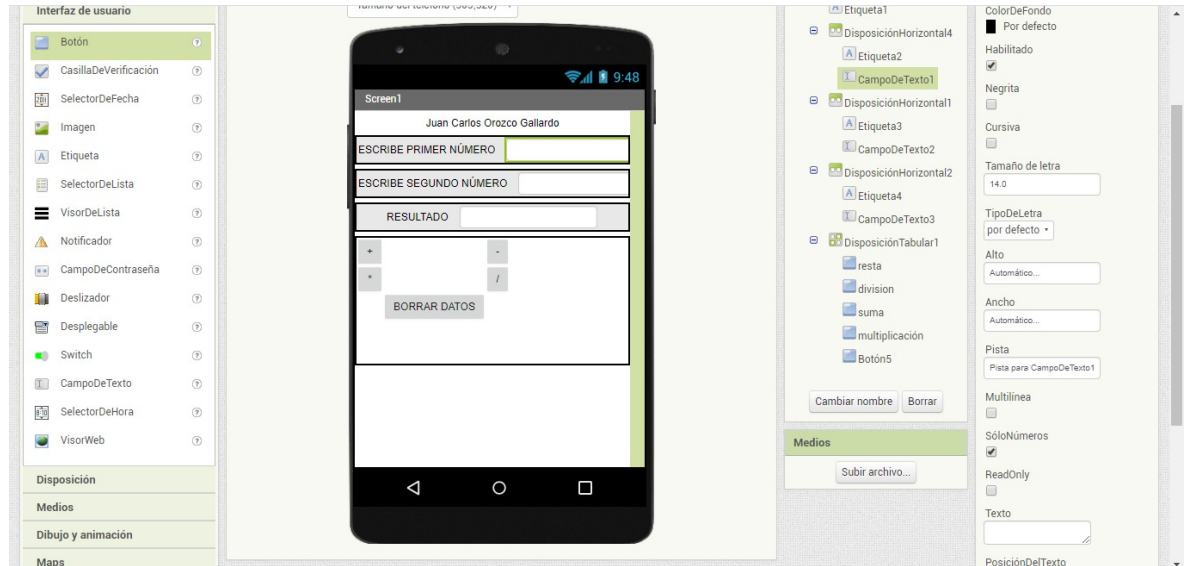 Interfaz de usuario
Botón
CasillaDeVerificación
SelectorDeFecha
Imagen
Etiqueta
SelectorDeLista
VisorDeLista
Notificador
CampoDeContraseña
Deslizador
Desplegable
Switch
CampoDeTexto
SelectorDeHora
VisorWeb
Disposición
Medios
Dibujo y animación
Maps
9:48
Screen1
Juan Carlos Orozco Gallardo
ESCRIBE PRIMER NÚMERO
ESCRIBE SEGUNDO NÚMERO
RESULTADO
+ -
* /
BORRAR DATOS
Etiqueta1
DisposiciónHorizontal4
Etiqueta2
CampoDeTexto1
DisposiciónHorizontal1
Etiqueta3
CampoDeTexto2
DisposiciónHorizontal2
Etiqueta4
CampoDeTexto3
DisposiciónTabular1
resta
division
suma
multiplicación
Botón5
Cambiar nombre Borrar
Medios
Subir archivo...
ColorDeFondo
Por defecto
Habilitado
Negrita
Cursiva
Tamaño de letra
14.0
TipoDeLetra
por defecto
Alto
Automático...
Ancho
Automático...
Pista
Pista para CampoDeTexto1
Multilínea
SóloNúmeros
ReadOnly
Texto
PosiciónDelTexto